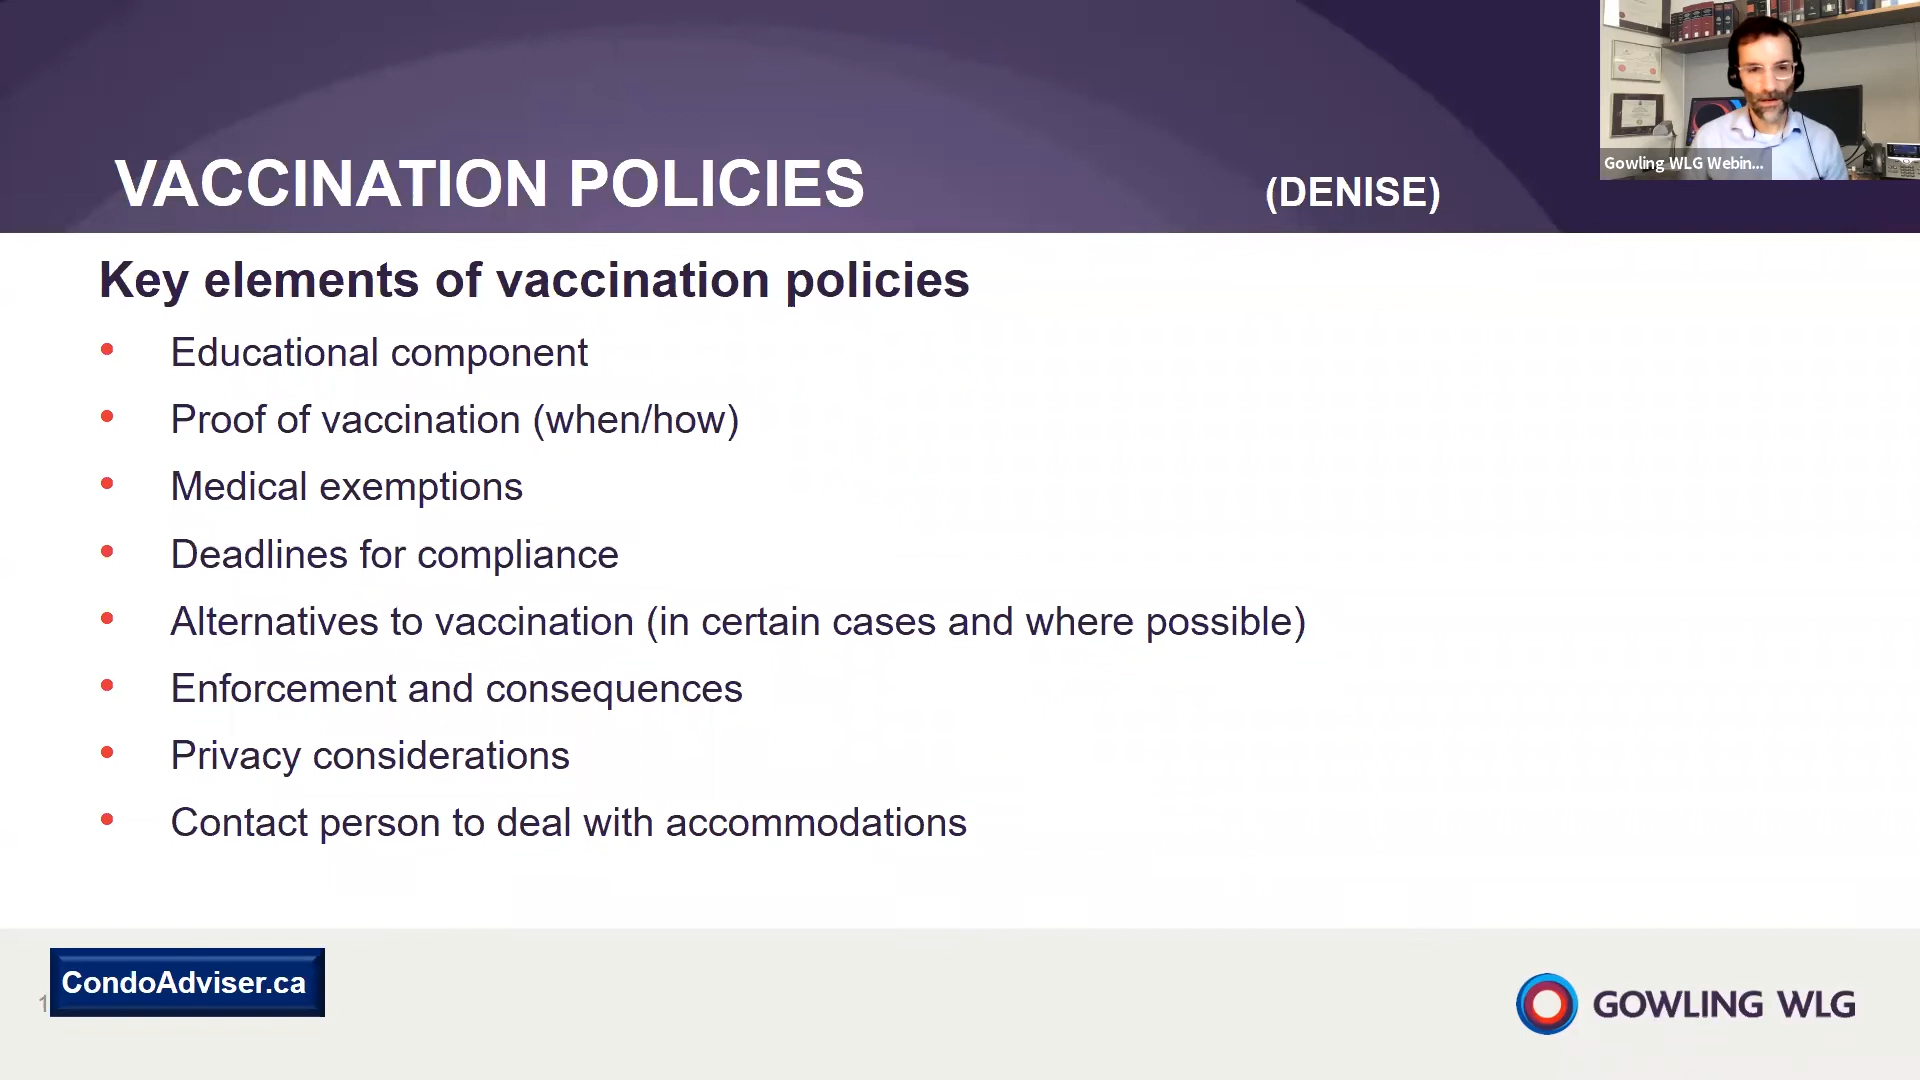 VACCINATION POLICIES
(DENISE)
Gowling WLG Webin...
Key elements of vaccination policies
• Educational component
• Proof of vaccination (when/how)
• Medical exemptions
• Deadlines for compliance
• Alternatives to vaccination (in certain cases and where possible)
• Enforcement and consequences
• Privacy considerations
• Contact person to deal with accommodations
1
CondoAdviser.ca
GOWLING WLG